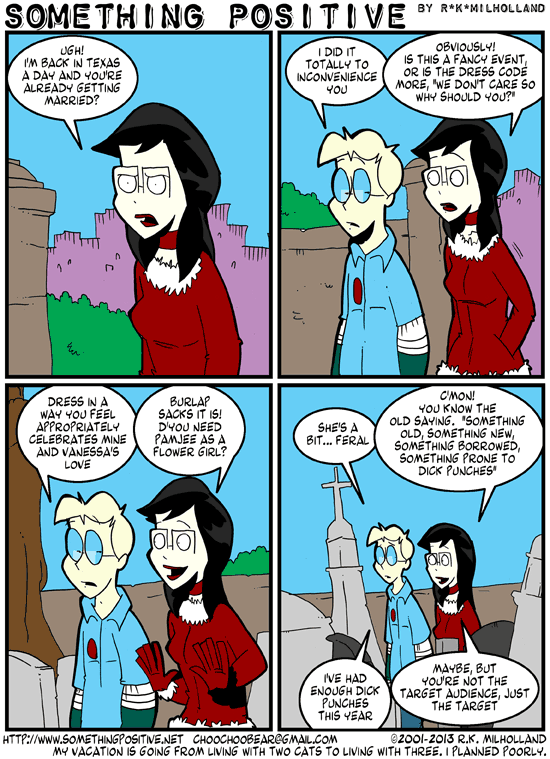 SOMETHING POSITIVE BY R*K*MILHOLLAND
UGH!
I'M BACK IN TEXAS
A DAY AND YOU'RE
ALREADY GETTING
MARRIED?
I DID IT
TOTALLY TO
INCONVENIENCE
YOU
OBVIOUSLY!
IS THIS A FANCY EVENT,
OR IS THE DRESS CODE
MORE, "WE DON'T CARE SO
WHY SHOULD YOU?"
DRESS IN A
WAY YOU FEEL
APPROPRIATELY
CELEBRATES MINE
AND VANESSA'S
LOVE
BURLAP
SACKS IT IS!
D'YOU NEED
PAMJEE AS A
FLOWER GIRL?
SHE'S A
BIT... FERAL
C'MON!
YOU KNOW THE
OLD SAYING. "SOMETHING
OLD, SOMETHING NEW,
SOMETHING BORROWED,
SOMETHING PRONE TO
DICK PUNCHES"
I'VE HAD
ENOUGH DICK
PUNCHES
THIS YEAR
MAYBE, BUT
YOU'RE NOT THE
TARGET AUDIENCE, JUST
THE TARGET
HTTP://WWW.SOMETHINGPOSITIVE.NET CHOOCHOOBEAR@GMAIL.COM ©2001-2013 R.K. MILHOLLAND
MY VACATION IS GOING FROM LIVING WITH TWO CATS TO LIVING WITH THREE. I PLANNED POORLY.